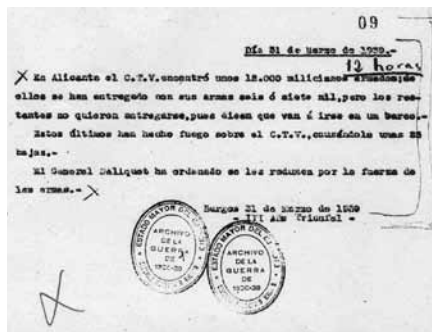 09
Día 31 de Marzo de 1939.-
12 horas
X En Alicante el C.T.V. encontró unos 12.000 milicianos armados; de
ellos se han entregado con sus armas seis ó siete mil, pero los res-
tantes no quieron entregarse, pues dicen que van á irse en un barco.-
Estos últimos han hecho fuego sobre el C.T.V., causándole unas 25
bajas.-
El General Saliquet ha ordenado se les reduzca por la fuerza de
las armas.- X
Burgos 31 de Marzo de 1939
- III Año Triunfal -
ESTADO MAYOR DEL
ARCHIVO
DE LA
GUERRA
DE
1936-39
ESTADO MAYOR DEL
ARCHIVO
DE LA
GUERRA
DE
1936-39